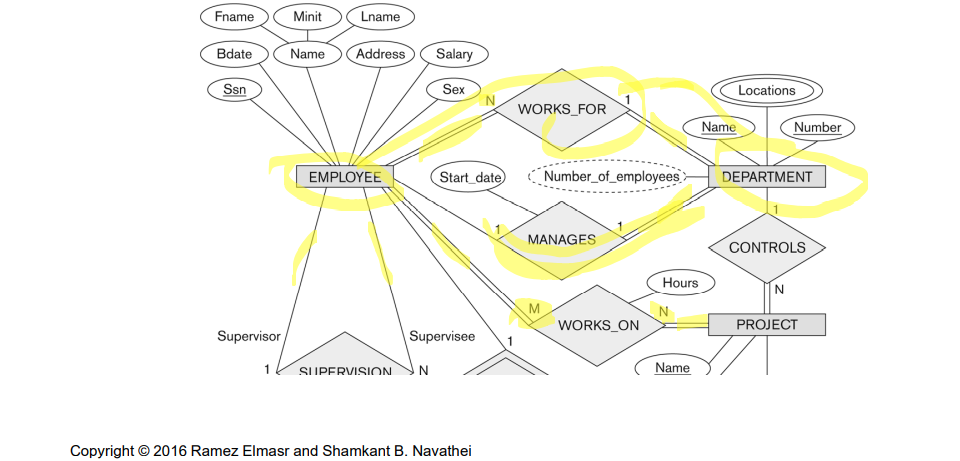 Fname Minit Lname
Bdate Name Address Salary
Ssn Sex
N WORKS_FOR 1
Locations
Name Number
EMPLOYEE Start_date Number_of_employees DEPARTMENT
1 MANAGES 1
1
CONTROLS
N
Hours
M WORKS_ON N PROJECT
Supervisor Supervisee 1
Name
1 SUPERVISION N
Copyright © 2016 Ramez Elmasr and Shamkant B. Navathei